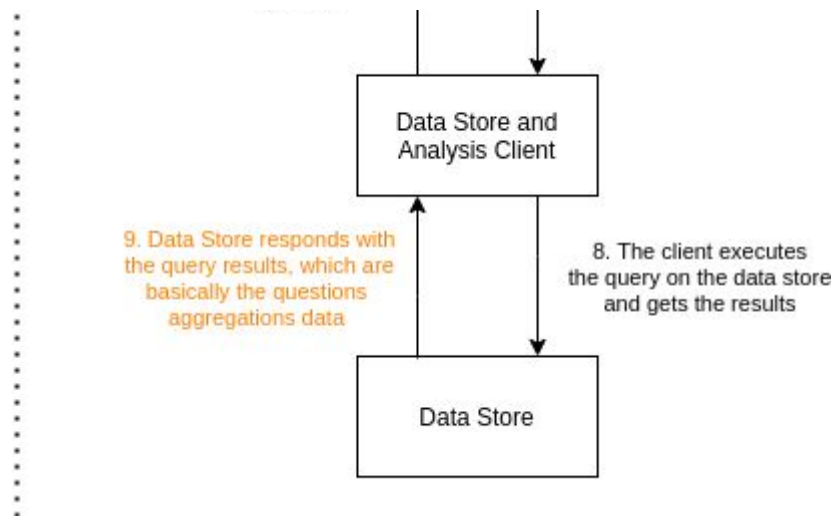 Data Store and
Analysis Client
9. Data Store responds with
the query results, which are
basically the questions
aggregations data
8. The client executes
the query on the data store
and gets the results
Data Store